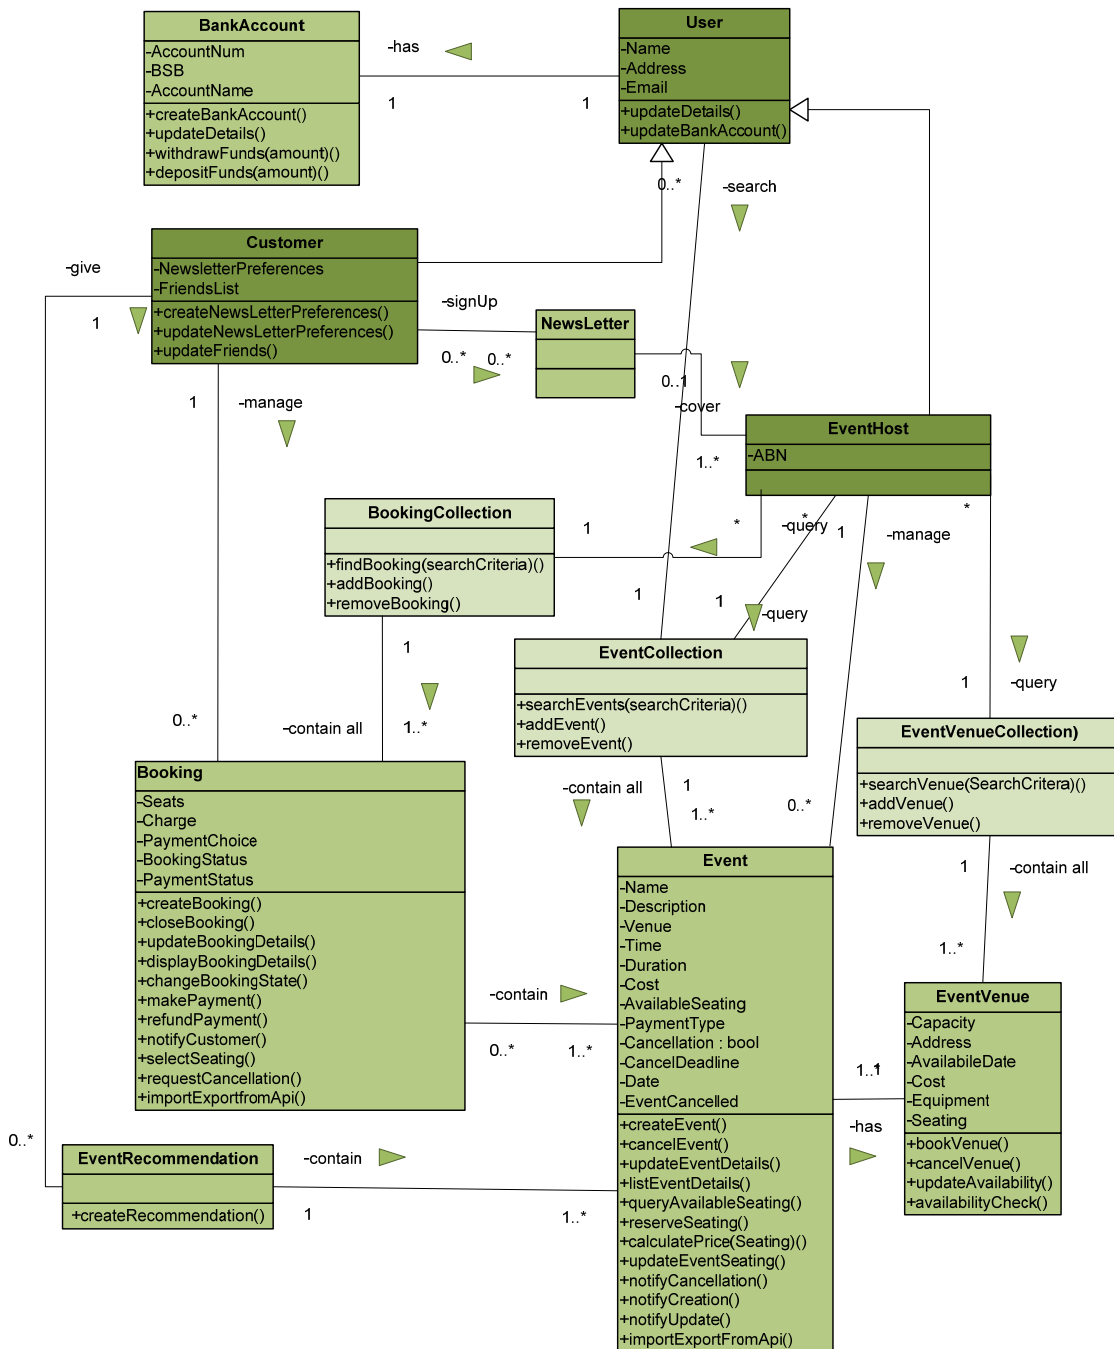 BankAccount
-AccountNum
-BSB
-AccountName
+createBankAccount()
+updateDetails()
+withdrawFunds(amount)()
+depositFunds(amount)()
-has
1
1
User
-Name
-Address
-Email
+updateDetails()
+updateBankAccount()
0..*
-search
Customer
-NewsletterPreferences
-FriendsList
+createNewsLetterPreferences()
+updateNewsLetterPreferences()
+updateFriends()
-give
1
-signUp
0..*
0..*
NewsLetter
0..1
-cover
1..*
EventHost
-ABN
1
-manage
BookingCollection
+findBooking(searchCriteria)()
+addBooking()
+removeBooking()
1
*
*
-query
1
-manage
*
1
1
-query
EventCollection
+searchEvents(searchCriteria)()
+addEvent()
+removeEvent()
1
-query
EventVenueCollection)
+searchVenue(SearchCritera)()
+addVenue()
+removeVenue()
1
0..*
-contain all
1..*
Booking
-Seats
-Charge
-PaymentChoice
-BookingStatus
-PaymentStatus
+createBooking()
+closeBooking()
+updateBookingDetails()
+displayBookingDetails()
+changeBookingState()
+makePayment()
+refundPayment()
+notifyCustomer()
+selectSeating()
+requestCancellation()
+importExportfromApi()
-contain all
1
1..*
0..*
Event
-Name
-Description
-Venue
-Time
-Duration
-Cost
-AvailableSeating
-PaymentType
-Cancellation : bool
-CancelDeadline
-Date
-EventCancelled
+createEvent()
+cancelEvent()
+updateEventDetails()
+listEventDetails()
+queryAvailableSeating()
+reserveSeating()
+calculatePrice(Seating)()
+updateEventSeating()
+notifyCancellation()
+notifyCreation()
+notifyUpdate()
+importExportFromApi()
1
-contain all
1..*
EventVenue
-Capacity
-Address
-AvailabileDate
-Cost
-Equipment
-Seating
+bookVenue()
+cancelVenue()
+updateAvailability()
+availabilityCheck()
-contain
0..*
1..*
1..*
1
-has
0..*
EventRecommendation
+createRecommendation()
-contain
1
1..*